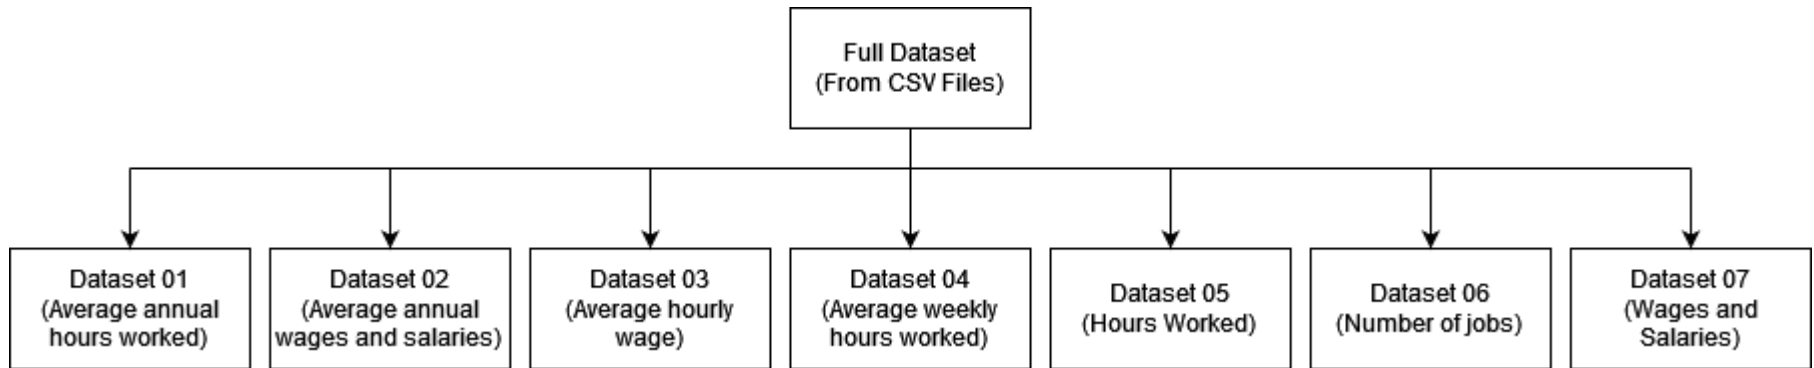 Full Dataset
(From CSV Files)
Dataset 01
(Average annual
hours worked)
Dataset 02
(Average annual
wages and salaries)
Dataset 03
(Average hourly
wage)
Dataset 04
(Average weekly
hours worked)
Dataset 05
(Hours Worked)
Dataset 06
(Number of jobs)
Dataset 07
(Wages and
Salaries)